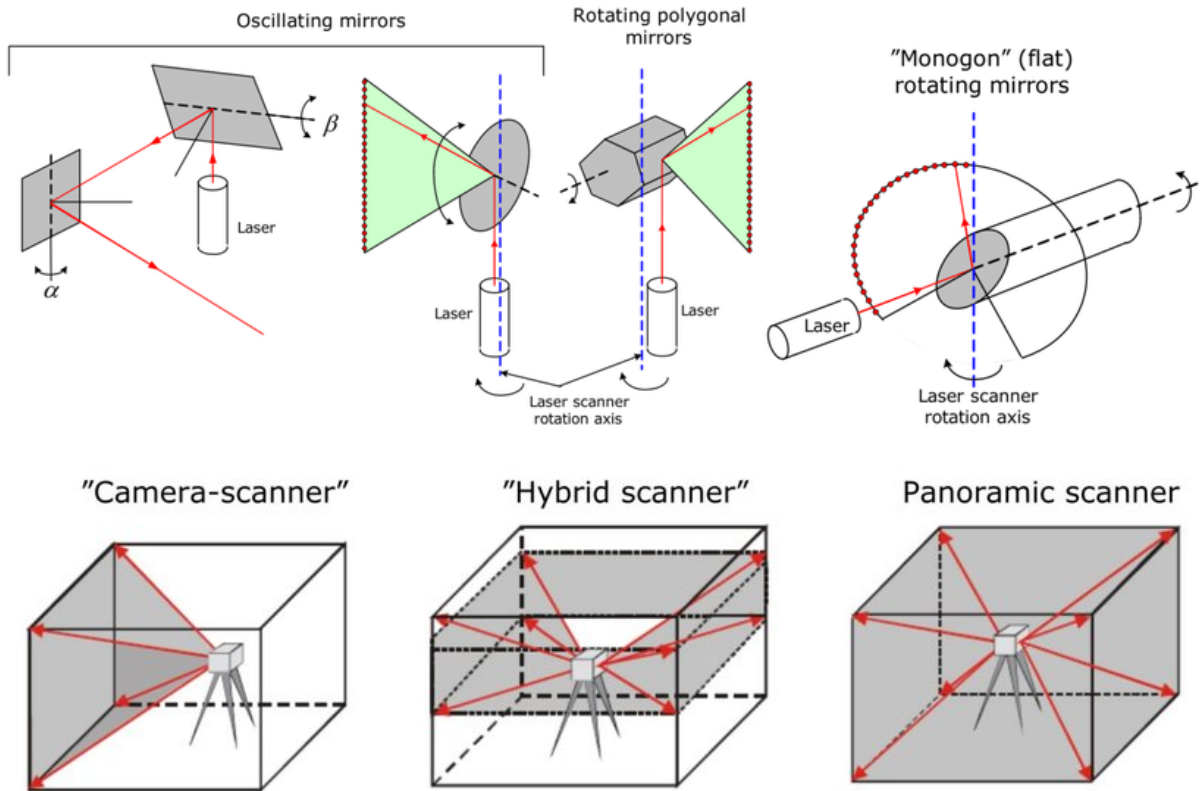 Oscillating mirrors
Rotating polygonal
mirrors
”Monogon” (flat)
rotating mirrors
β
Laser
α
Laser
Laser
Laser
Laser scanner
rotation axis
Laser scanner
rotation axis
”Camera-scanner”
”Hybrid scanner”
Panoramic scanner